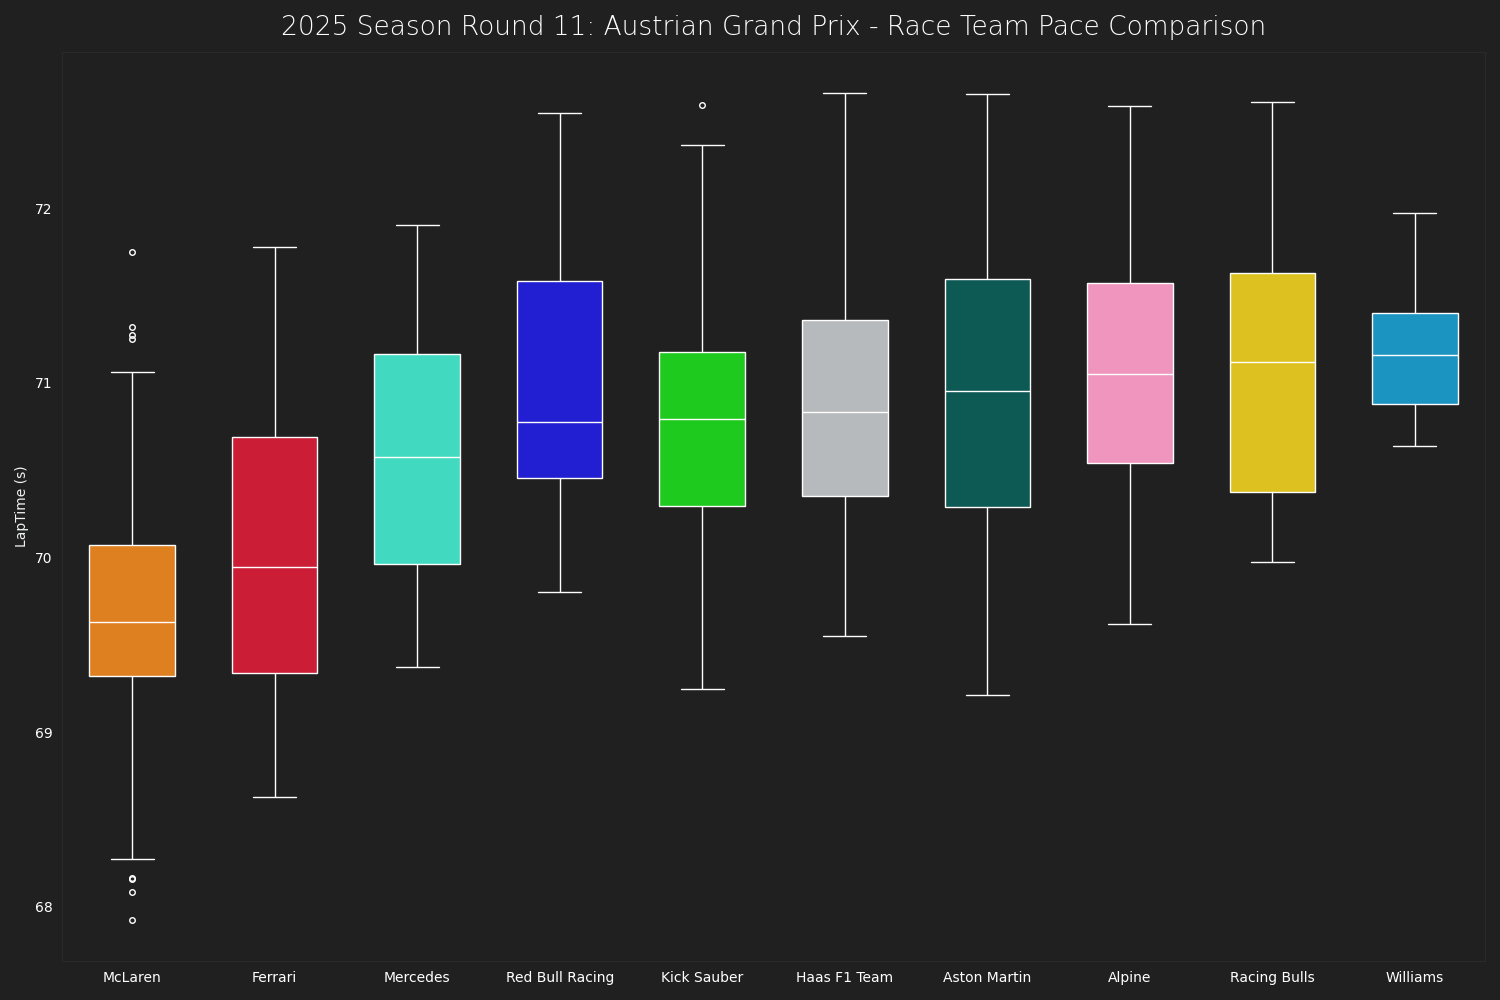 2025 Season Round 11: Austrian Grand Prix - Race Team Pace Comparison
LapTime (s)
72
71
70
69
68
McLaren
Ferrari
Mercedes
Red Bull Racing
Kick Sauber
Haas F1 Team
Aston Martin
Alpine
Racing Bulls
Williams